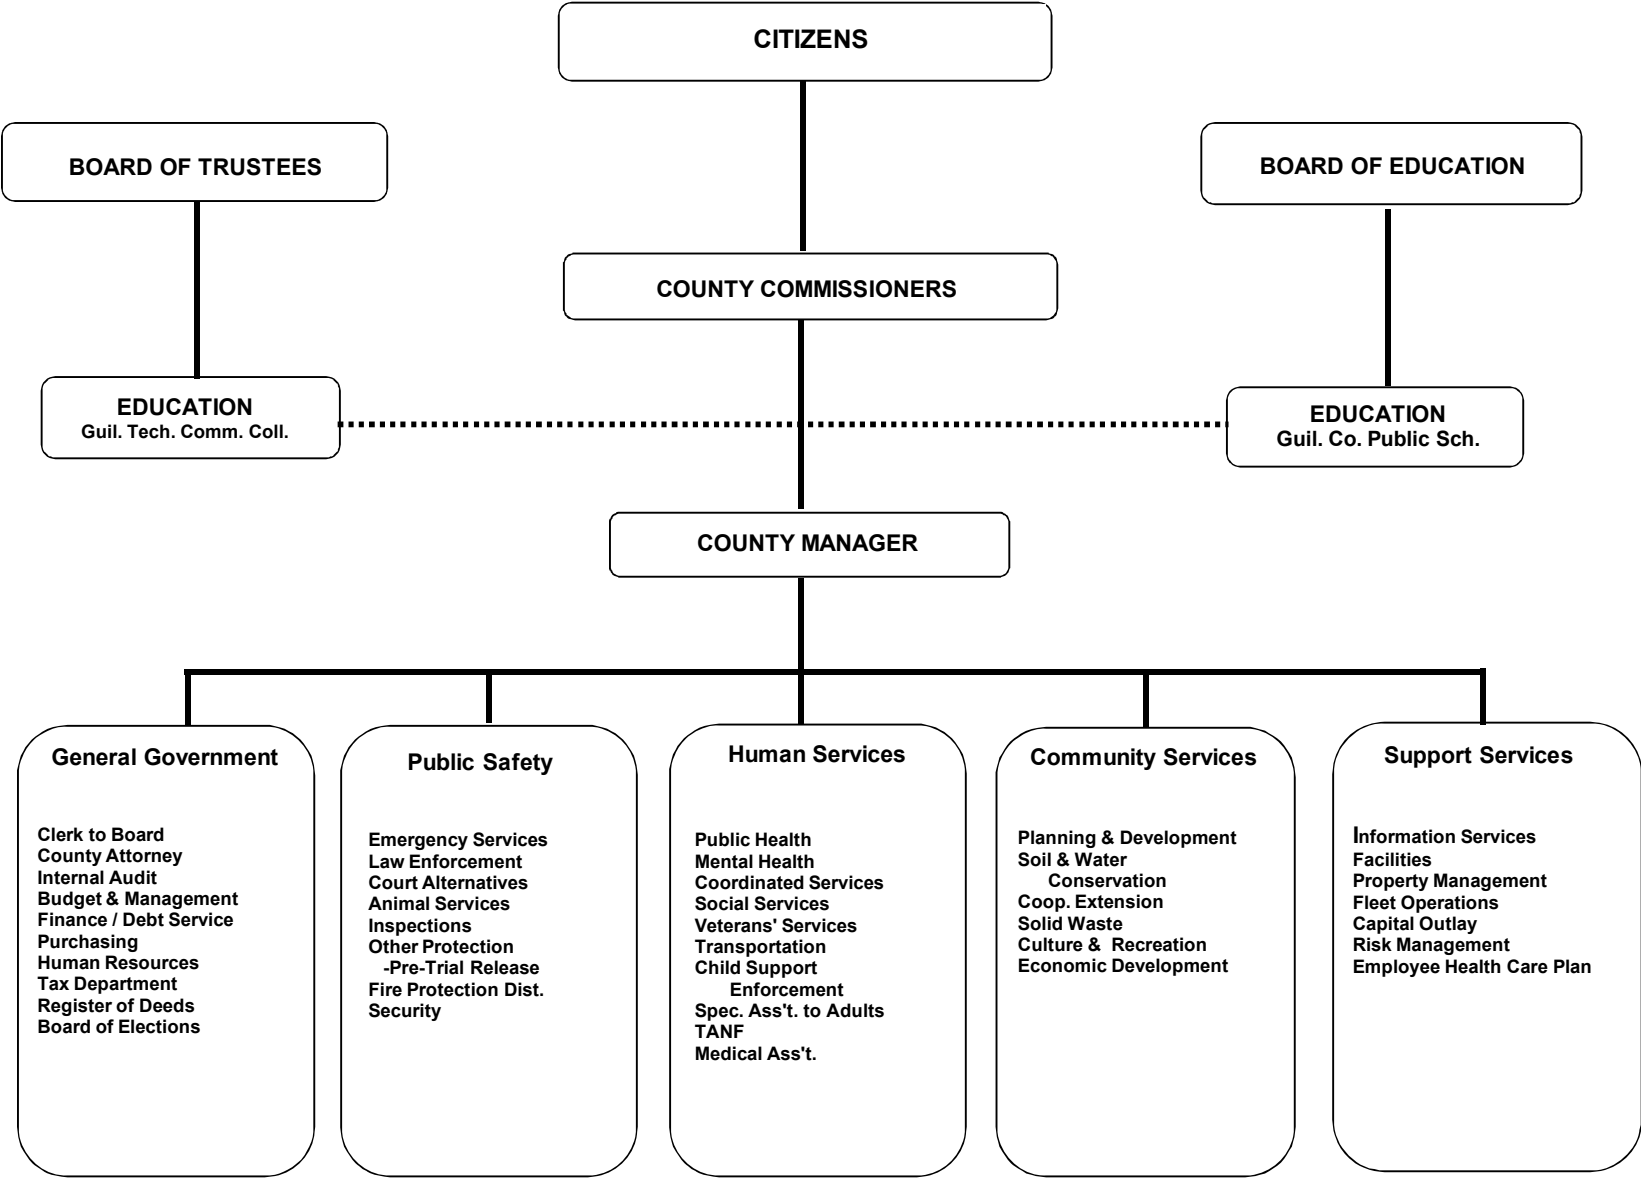 CITIZENS
BOARD OF TRUSTEES
BOARD OF EDUCATION
COUNTY COMMISSIONERS
EDUCATION
Guil. Tech. Comm. Coll.
EDUCATION
Guil. Co. Public Sch.
COUNTY MANAGER
General Government
Clerk to Board
County Attorney
Internal Audit
Budget & Management
Finance / Debt Service
Purchasing
Human Resources
Tax Department
Register of Deeds
Board of Elections
Public Safety
Emergency Services
Law Enforcement
Court Alternatives
Animal Services
Inspections
Other Protection
-Pre-Trial Release
Fire Protection Dist.
Security
Human Services
Public Health
Mental Health
Coordinated Services
Social Services
Veterans' Services
Transportation
Child Support
Enforcement
Spec. Ass't. to Adults
TANF
Medical Ass't.
Community Services
Planning & Development
Soil & Water
Conservation
Coop. Extension
Solid Waste
Culture & Recreation
Economic Development
Support Services
Information Services
Facilities
Property Management
Fleet Operations
Capital Outlay
Risk Management
Employee Health Care Plan